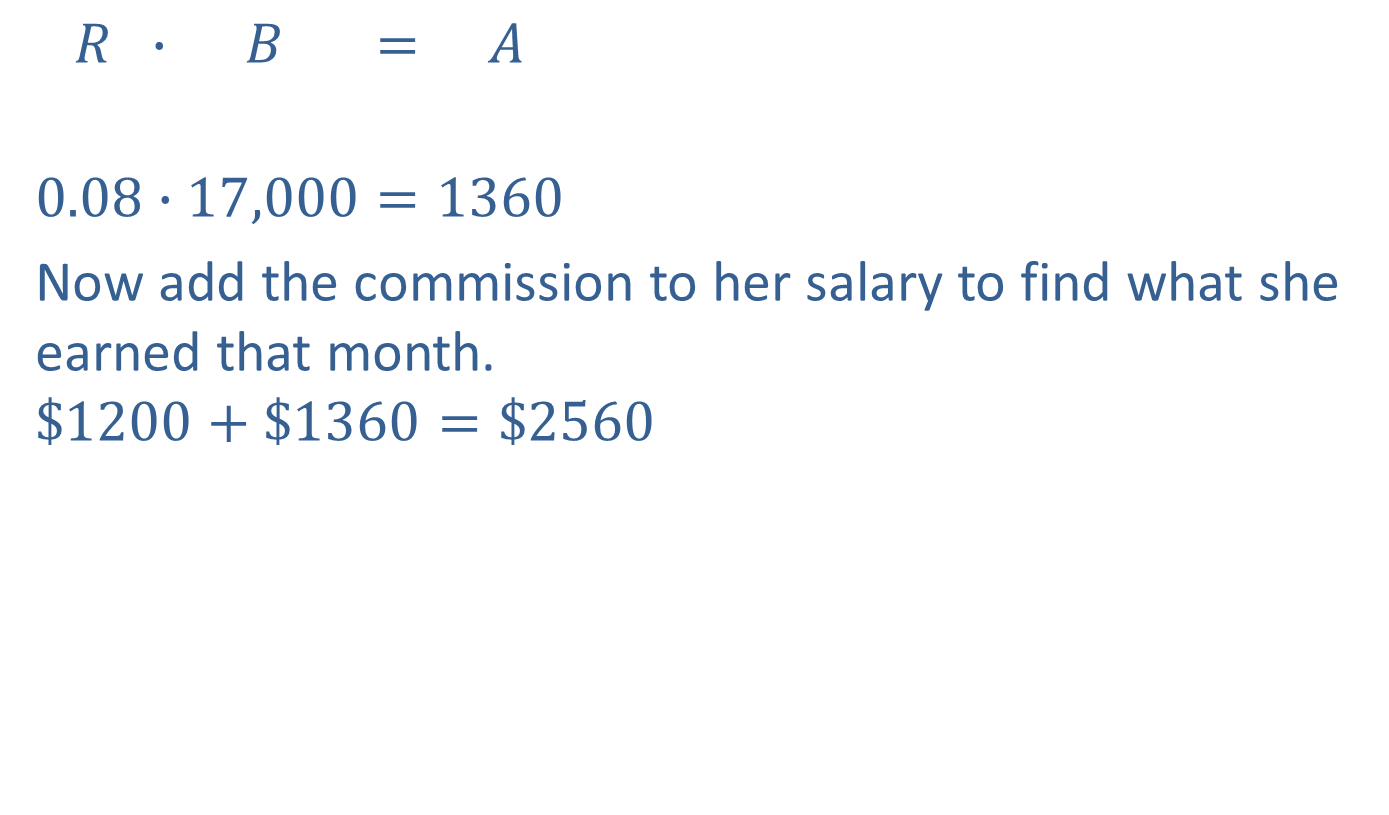 R · B = A
0.08 · 17,000 = 1360
Now add the commission to her salary to find what she
earned that month.
$1200 + $1360 = $2560